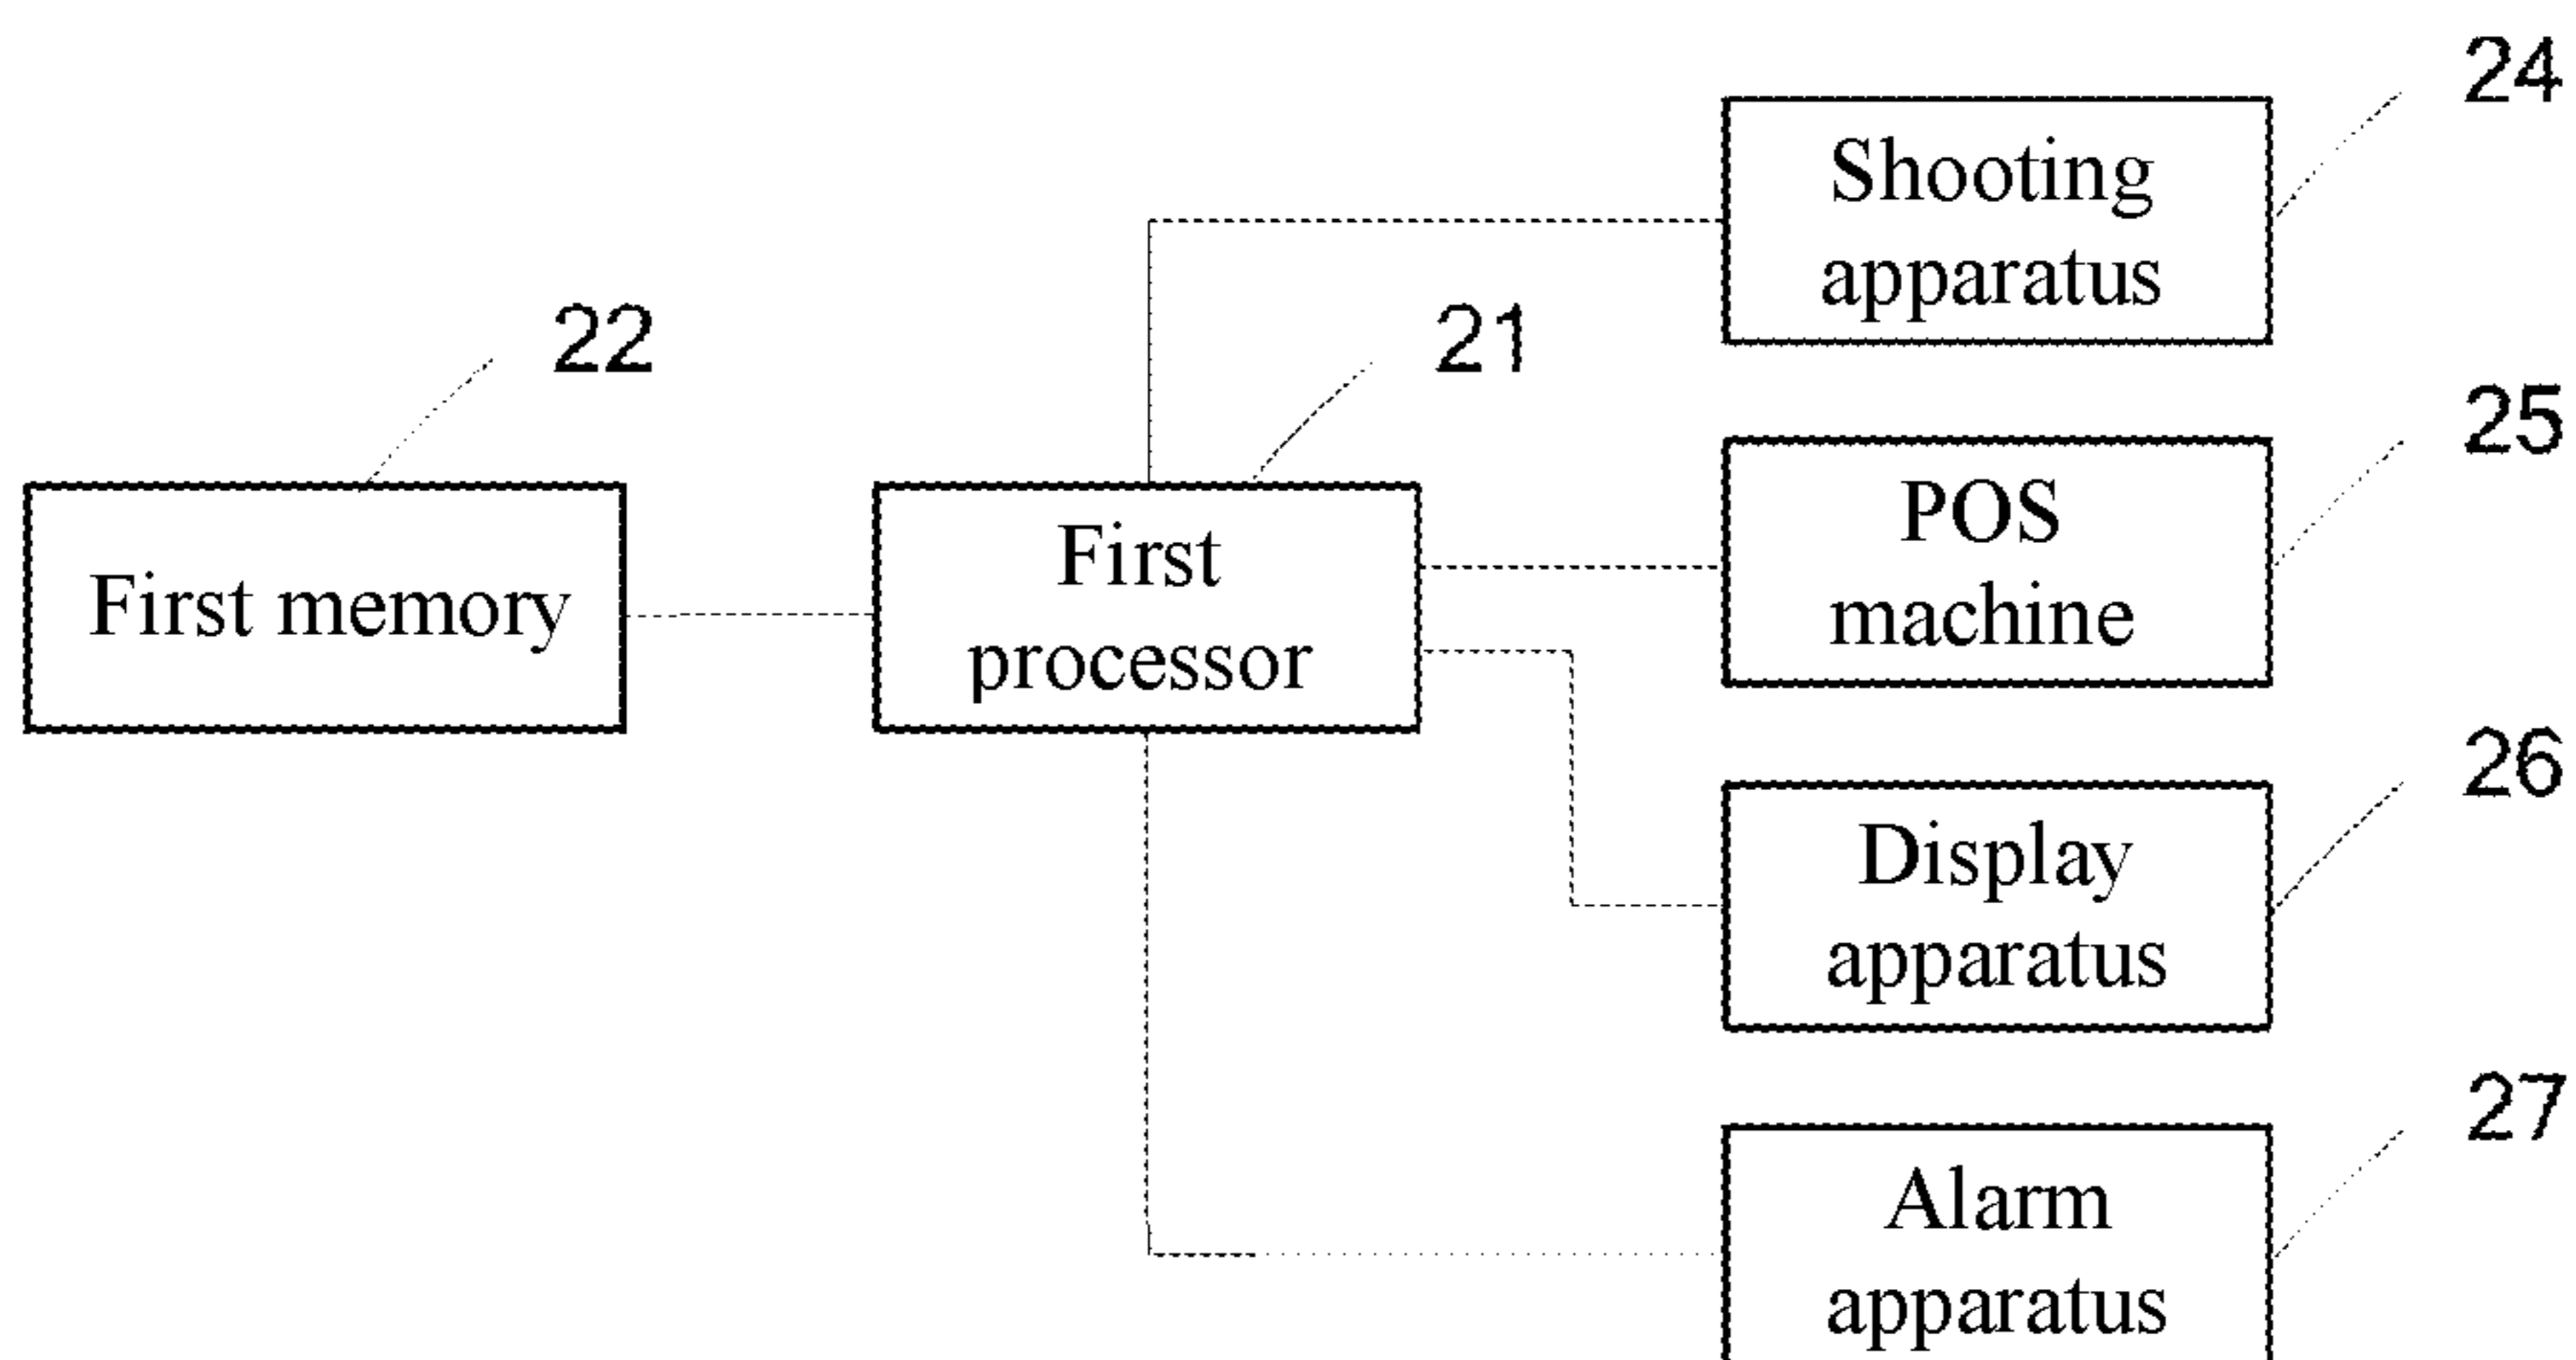 24
Shooting
apparatus
22
21
25
First memory
First
processor
POS
machine
26
Display
apparatus
27
Alarm
apparatus